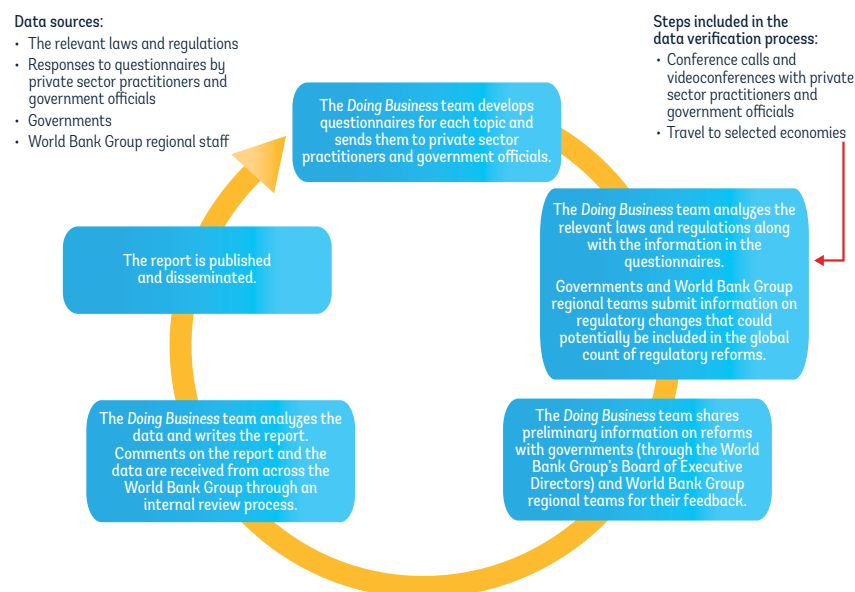 Data sources:
• The relevant laws and regulations
• Responses to questionnaires by
private sector practitioners and
government officials
• Governments
• World Bank Group regional staff
Steps included in the
data verification process:
• Conference calls and
videoconferences with private
sector practitioners and
government officials
• Travel to selected economies
The Doing Business team develops
questionnaires for each topic and
sends them to private sector
practitioners and government officials.
The Doing Business team analyzes the
relevant laws and regulations along
with the information in the
questionnaires.
Governments and World Bank Group
regional teams submit information on
regulatory changes that could
potentially be included in the global
count of regulatory reforms.
The Doing Business team shares
preliminary information on reforms
with governments (through the World
Bank Group's Board of Executive
Directors) and World Bank Group
regional teams for their feedback.
The Doing Business team analyzes the
data and writes the report.
Comments on the report and the
data are received from across the
World Bank Group through an
internal review process.
The report is published
and disseminated.